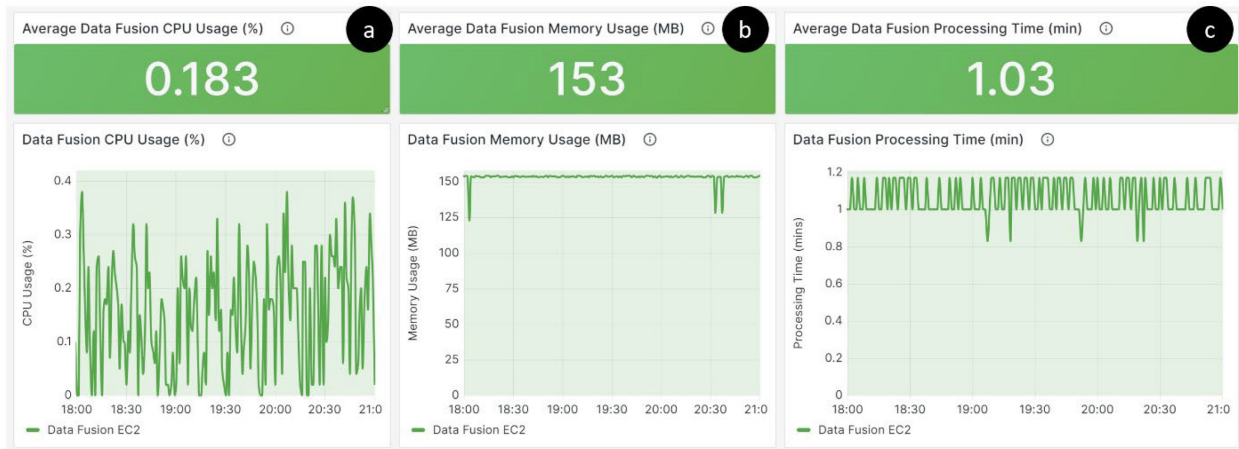 Average Data Fusion CPU Usage (%)
a
0.183
Average Data Fusion Memory Usage (MB)
b
153
Average Data Fusion Processing Time (min)
c
1.03
Data Fusion CPU Usage (%)
CPU Usage (%)
0.4
0.3
0.2
0.1
0
18:00 18:30 19:00 19:30 20:00 20:30 21:0
Data Fusion EC2
Data Fusion Memory Usage (MB)
Memory Usage (MB)
150
125
100
75
50
25
0
18:00 18:30 19:00 19:30 20:00 20:30 21:0
Data Fusion EC2
Data Fusion Processing Time (min)
Processing Time (mins)
1.2
1
0.8
0.6
0.4
0.2
0
18:00 18:30 19:00 19:30 20:00 20:30 21:0
Data Fusion EC2